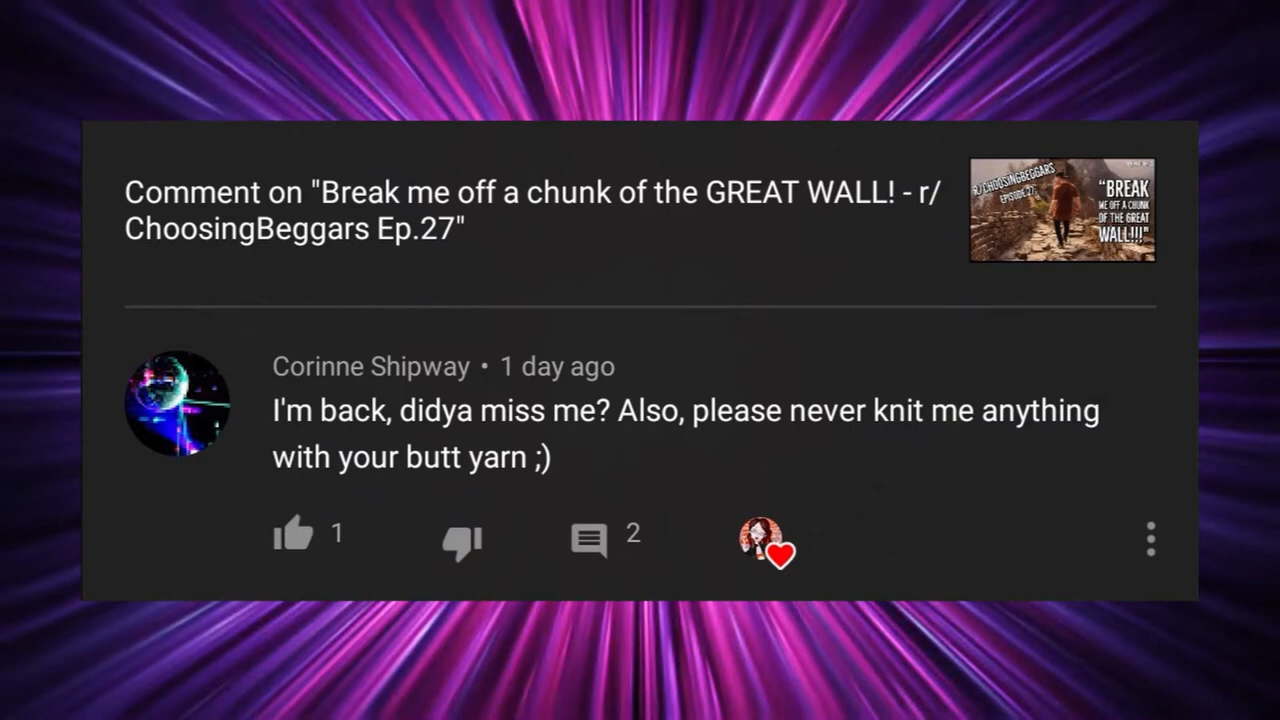 Comment on "Break me off a chunk of the GREAT WALL! - r/
ChoosingBeggars Ep.27"
R/CHOOSINGBEGGARS
EPISODE 27:
"BREAK
ME OFF A CHUNK
OF THE GREAT
WALL!!!"
Corinne Shipway • 1 day ago
I'm back, didya miss me? Also, please never knit me anything
with your butt yarn ;)
1
2